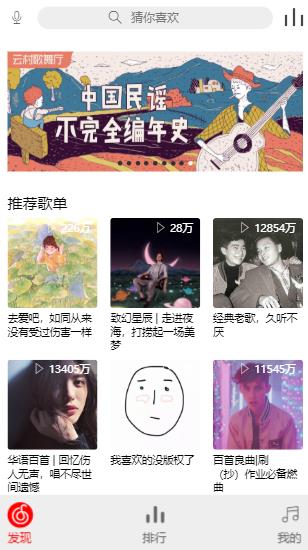 猜你喜欢
云村歌舞厅
中国民谣
不完全编年史
推荐歌单
226万
28万
12854万
去爱吧，如同从来
没有受过伤害一样
致幻星辰 | 走进夜
海，打捞起一场美
梦
经典老歌，久听不
厌
13405万
11545万
华语百首 | 回忆伤
人无声，唱不尽世
间遗憾
我喜欢的没版权了
百首良曲|刷
（抄）作业必备燃
曲
发现
排行
我的